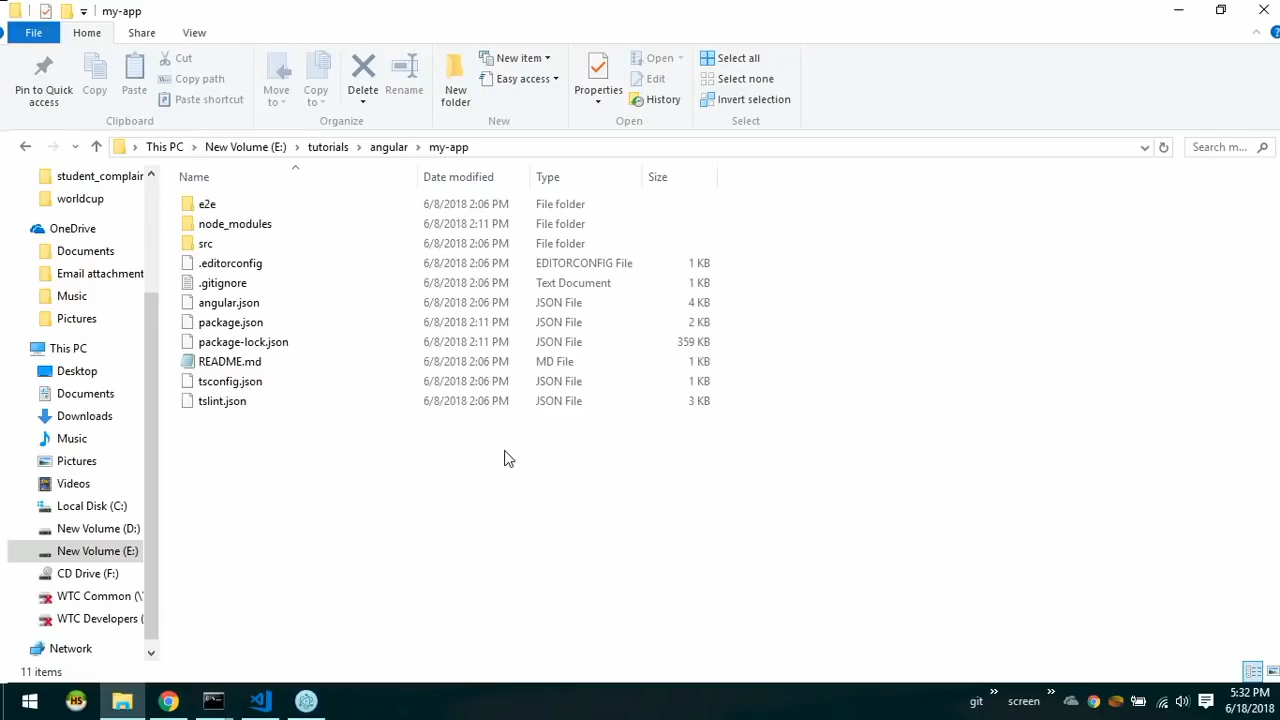 my-app
File Home Share View
Pin to Quick access
Copy
Paste
Cut
Copy path
Paste shortcut
Clipboard
Move to
Copy to
Delete
Rename
Organize
New folder
New item
Easy access
New
Properties
Open
Edit
History
Open
Select all
Select none
Invert selection
Select
This PC > New Volume (E:) > tutorials > angular > my-app
Search m...
student_complain
worldcup
OneDrive
Documents
Email attachment
Music
Pictures
This PC
Desktop
Documents
Downloads
Music
Pictures
Videos
Local Disk (C:)
New Volume (D:)
New Volume (E:)
CD Drive (F:)
WTC Common (\
WTC Developers (
Network
Name Date modified Type Size
e2e 6/8/2018 2:06 PM File folder
node_modules 6/8/2018 2:11 PM File folder
src 6/8/2018 2:06 PM File folder
.editorconfig 6/8/2018 2:06 PM EDITORCONFIG File 1 KB
.gitignore 6/8/2018 2:06 PM Text Document 1 KB
angular.json 6/8/2018 2:06 PM JSON File 4 KB
package.json 6/8/2018 2:11 PM JSON File 2 KB
package-lock.json 6/8/2018 2:11 PM JSON File 359 KB
README.md 6/8/2018 2:06 PM MD File 1 KB
tsconfig.json 6/8/2018 2:06 PM JSON File 1 KB
tslint.json 6/8/2018 2:06 PM JSON File 3 KB
11 items
HS
git » screen »
5:32 PM
6/18/2018